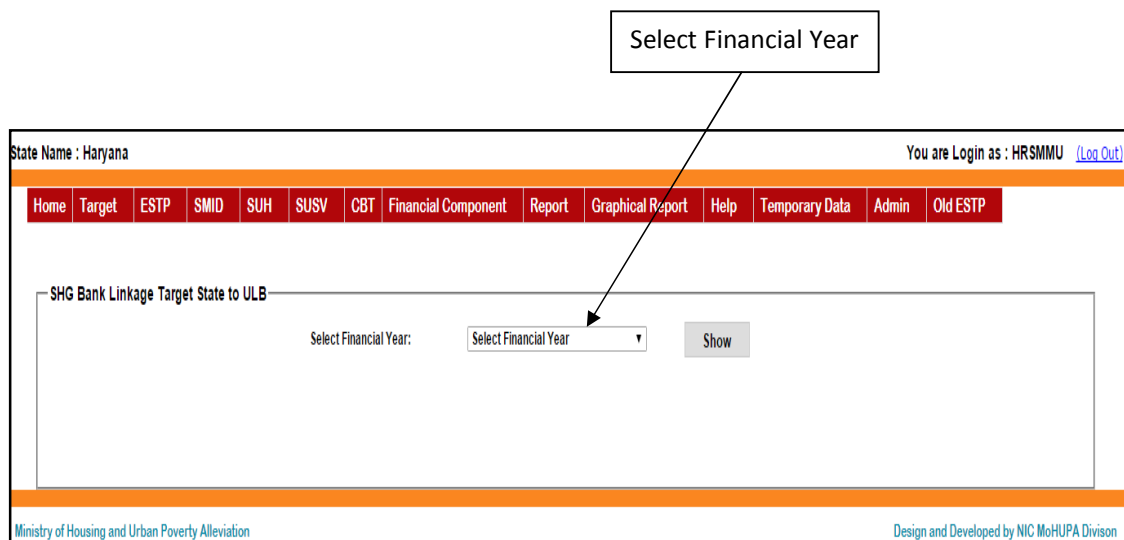 Select Financial Year
State Name : Haryana You are Login as : HRSMMU (Log Out)
Home Target ESTP SMID SUH SUSV CBT Financial Component Report Graphical Report Help Temporary Data Admin Old ESTP
SHG Bank Linkage Target State to ULB
Select Financial Year: Select Financial Year Show
Ministry of Housing and Urban Poverty Alleviation Design and Developed by NIC MoHUPA Divison